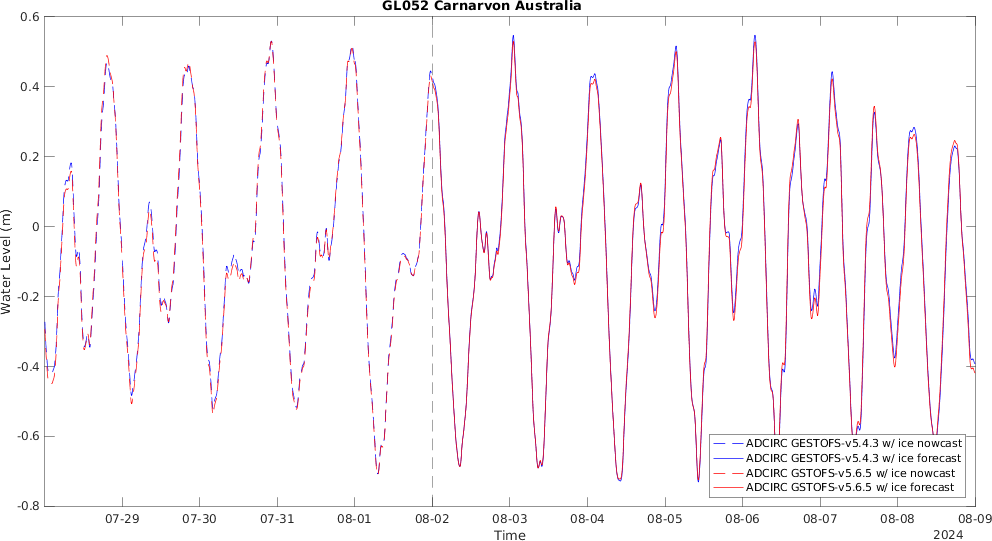 GL052 Carnarvon Australia
0.6
0.4
0.2
0
-0.2
-0.4
-0.6
-0.8
Water Level (m)
ADCIRC GESTOFS-v5.4.3 w/ ice nowcast
ADCIRC GESTOFS-v5.4.3 w/ ice forecast
ADCIRC GSTOFS-v5.6.5 w/ ice nowcast
ADCIRC GSTOFS-v5.6.5 w/ ice forecast
07-29 07-30 07-31 08-01 08-02 08-03 08-04 08-05 08-06 08-07 08-08 08-09
Time
2024